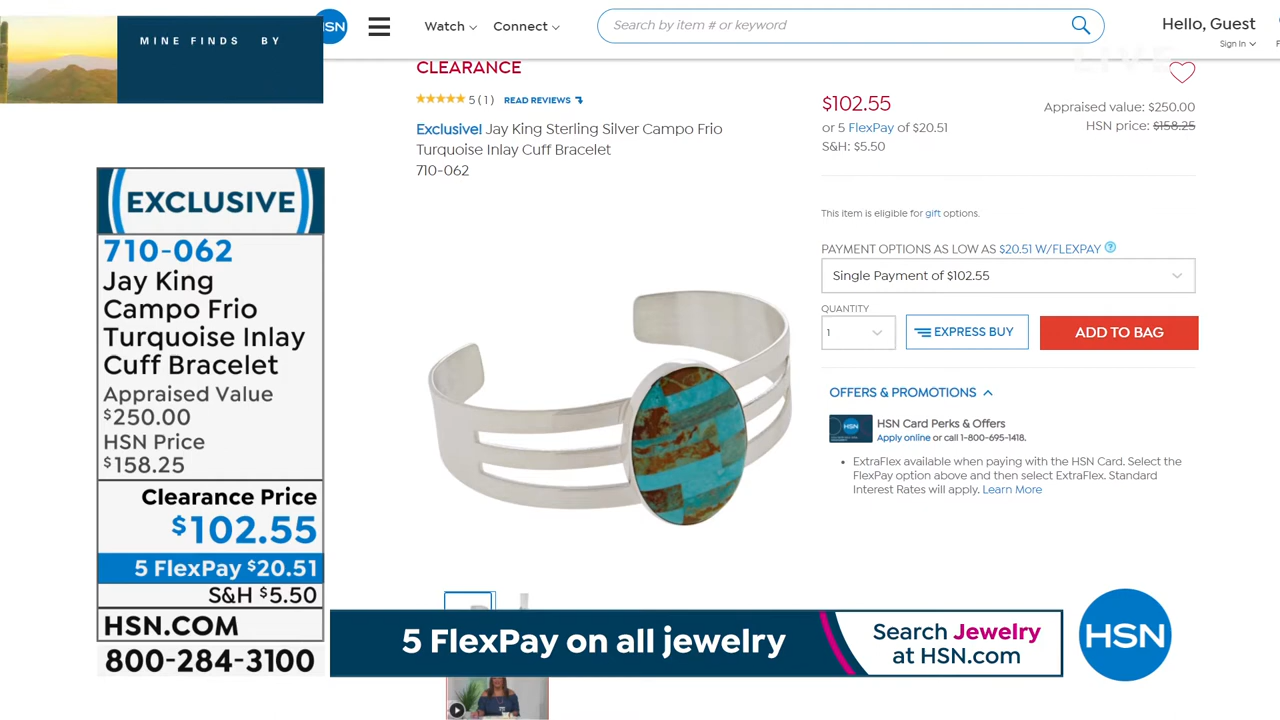 MINE FINDS BY
HSN
Watch
Connect
Search by item # or keyword
Hello, Guest
Sign In
LIVE
CLEARANCE
5 (1) READ REVIEWS
Exclusive! Jay King Sterling Silver Campo Frio
Turquoise Inlay Cuff Bracelet
710-062
$102.55
or 5 FlexPay of $20.51
S&H: $5.50
Appraised value: $250.00
HSN price: $158.25
This item is eligible for gift options.
PAYMENT OPTIONS AS LOW AS $20.51 W/FLEXPAY ?
Single Payment of $102.55
QUANTITY
1
EXPRESS BUY
ADD TO BAG
OFFERS & PROMOTIONS
HSN
HSN Card Perks & Offers
Apply online or call 1-800-695-1418.
• ExtraFlex available when paying with the HSN Card. Select the
FlexPay option above and then select ExtraFlex. Standard
Interest Rates will apply. Learn More
EXCLUSIVE
710-062
Jay King
Campo Frio
Turquoise Inlay
Cuff Bracelet
Appraised Value
$250.00
HSN Price
$158.25
Clearance Price
$102.55
5 FlexPay $20.51
S&H $5.50
HSN.COM
800-284-3100
5 FlexPay on all jewelry
Search Jewelry
at HSN.com
HSN